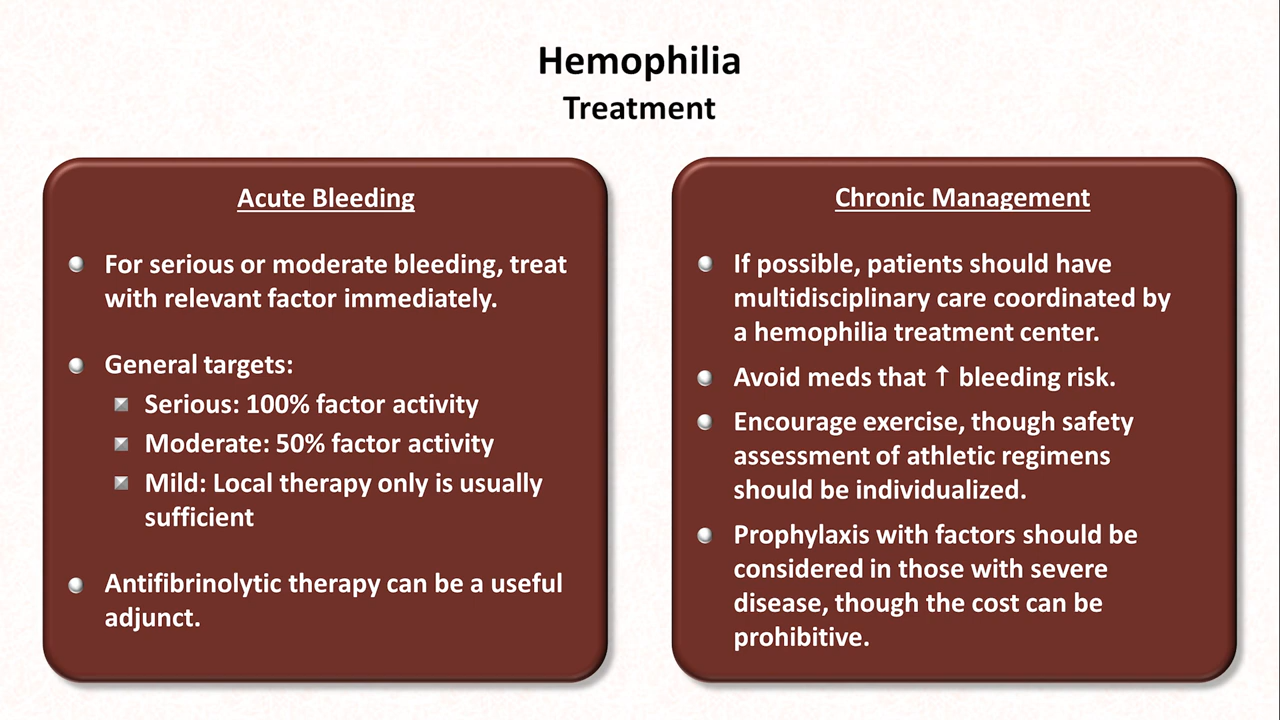 Hemophilia
Treatment
Acute Bleeding
For serious or moderate bleeding, treat
with relevant factor immediately.
General targets:
Serious: 100% factor activity
Moderate: 50% factor activity
Mild: Local therapy only is usually
sufficient
Antifibrinolytic therapy can be a useful
adjunct.
Chronic Management
If possible, patients should have
multidisciplinary care coordinated by
a hemophilia treatment center.
Avoid meds that ↑ bleeding risk.
Encourage exercise, though safety
assessment of athletic regimens
should be individualized.
Prophylaxis with factors should be
considered in those with severe
disease, though the cost can be
prohibitive.